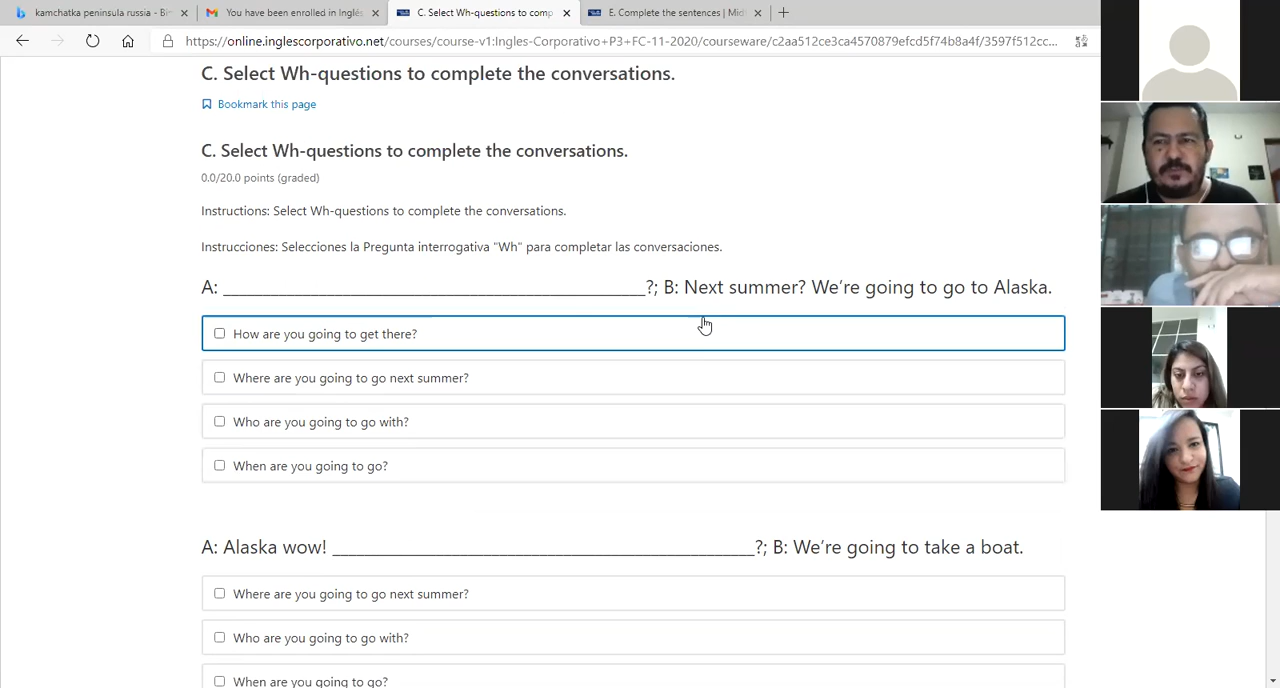 kamchatka peninsula russia - Bin
You have been enrolled in Inglés
C. Select Wh-questions to comp
E. Complete the sentences | Mid
https://online.inglescorporativo.net/courses/course-v1:Ingles-Corporativo+P3+FC-11-2020/courseware/c2aa512ce3ca4570879efcd5f74b8a4f/3597f512cc...
C. Select Wh-questions to complete the conversations.
Bookmark this page
C. Select Wh-questions to complete the conversations.
0.0/20.0 points (graded)
Instructions: Select Wh-questions to complete the conversations.
Instrucciones: Selecciones la Pregunta interrogativa "Wh" para completar las conversaciones.
A: ________________________________________________?; B: Next summer? We're going to go to Alaska.
How are you going to get there?
Where are you going to go next summer?
Who are you going to go with?
When are you going to go?
A: Alaska wow! ________________________________________________?; B: We're going to take a boat.
Where are you going to go next summer?
Who are you going to go with?
When are you going to go?